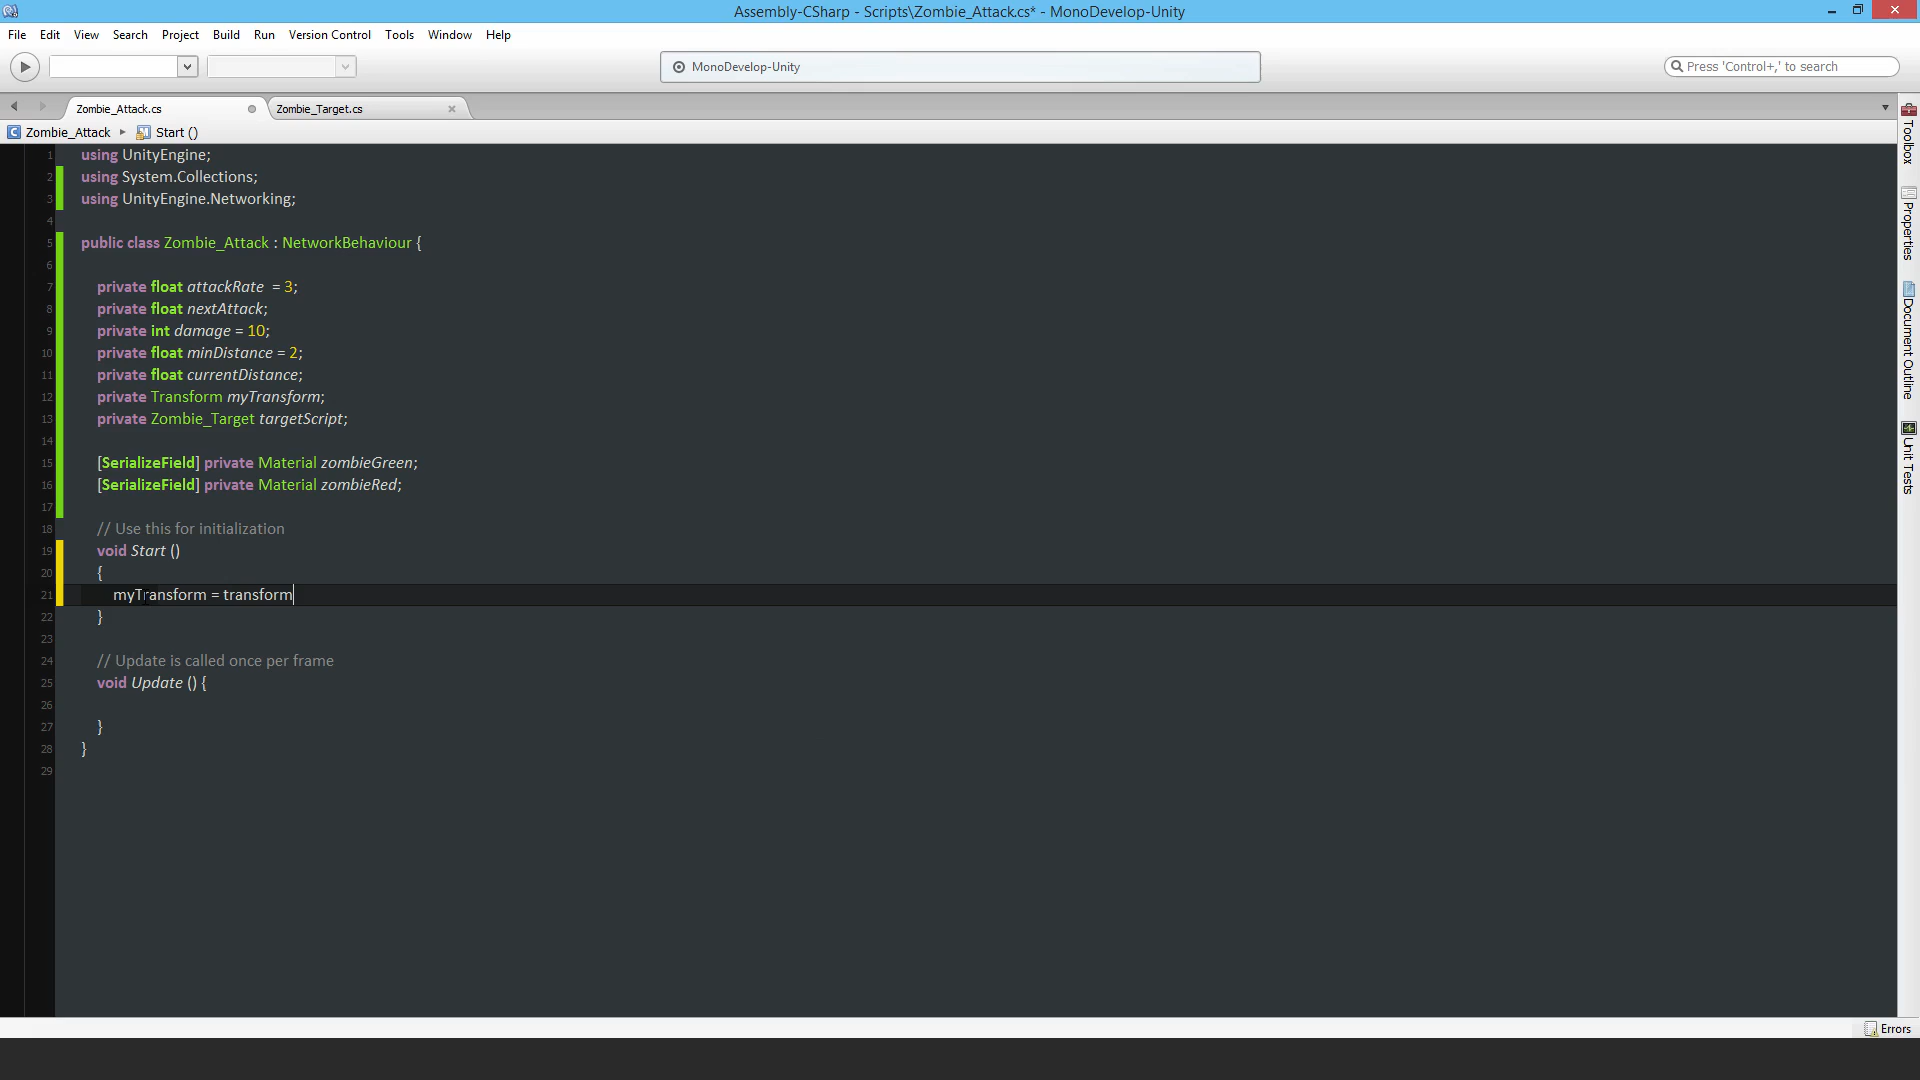 Assembly-CSharp - Scripts\Zombie_Attack.cs* - MonoDevelop-Unity
File Edit View Search Project Build Run Version Control Tools Window Help
MonoDevelop-Unity
Press 'Control+,' to search
Zombie_Attack.cs
Zombie_Target.cs
Zombie_Attack
Start ()
1 using UnityEngine;
2 using System.Collections;
3 using UnityEngine.Networking;
4
5 public class Zombie_Attack : NetworkBehaviour {
6
7 private float attackRate  = 3;
8 private float nextAttack;
9 private int damage = 10;
10 private float minDistance = 2;
11 private float currentDistance;
12 private Transform myTransform;
13 private Zombie_Target targetScript;
14
15 [SerializeField] private Material zombieGreen;
16 [SerializeField] private Material zombieRed;
17
18 // Use this for initialization
19 void Start ()
20 {
21 myTransform = transform
22 }
23
24 // Update is called once per frame
25 void Update () {
26
27 }
28 }
29
Toolbox
Properties
Document Outline
Unit Tests
Errors